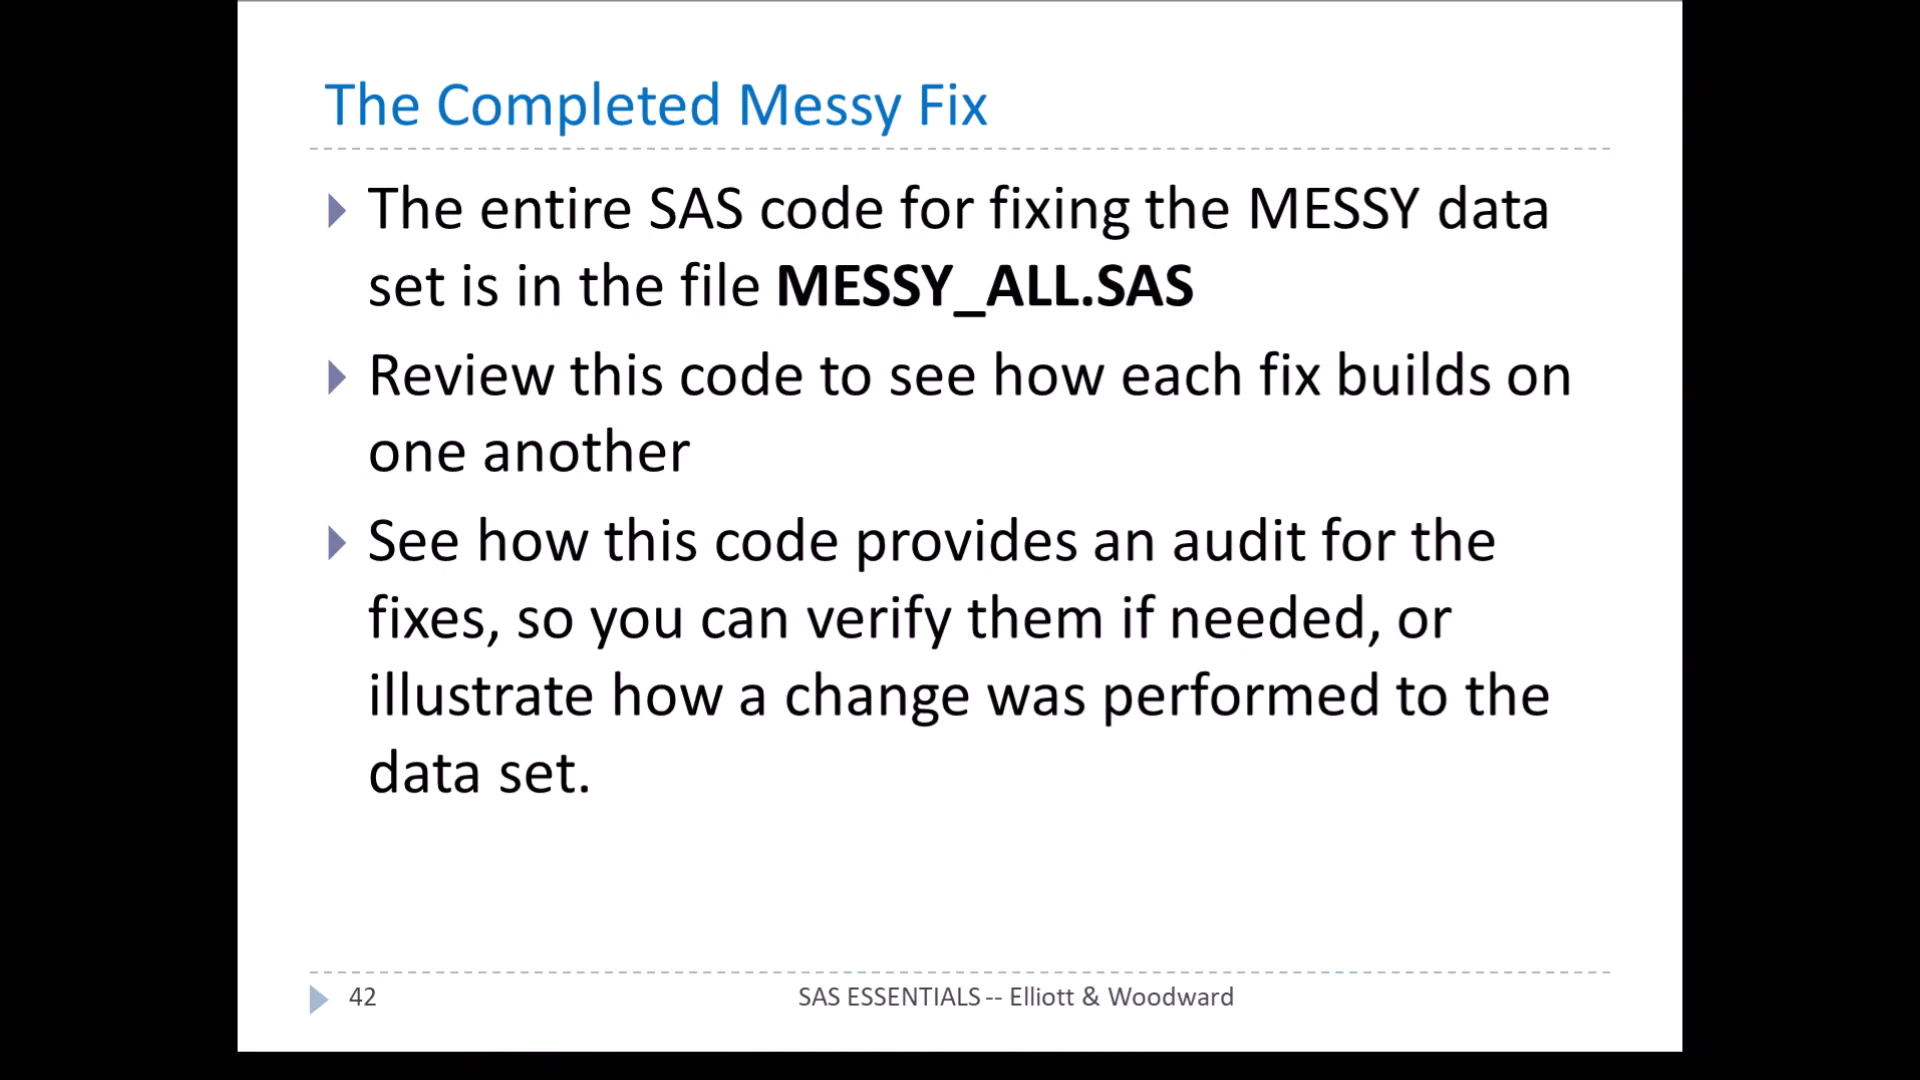 The Completed Messy Fix
The entire SAS code for fixing the MESSY data
set is in the file MESSY_ALL.SAS
Review this code to see how each fix builds on
one another
See how this code provides an audit for the
fixes, so you can verify them if needed, or
illustrate how a change was performed to the
data set.
42
SAS ESSENTIALS -- Elliott & Woodward